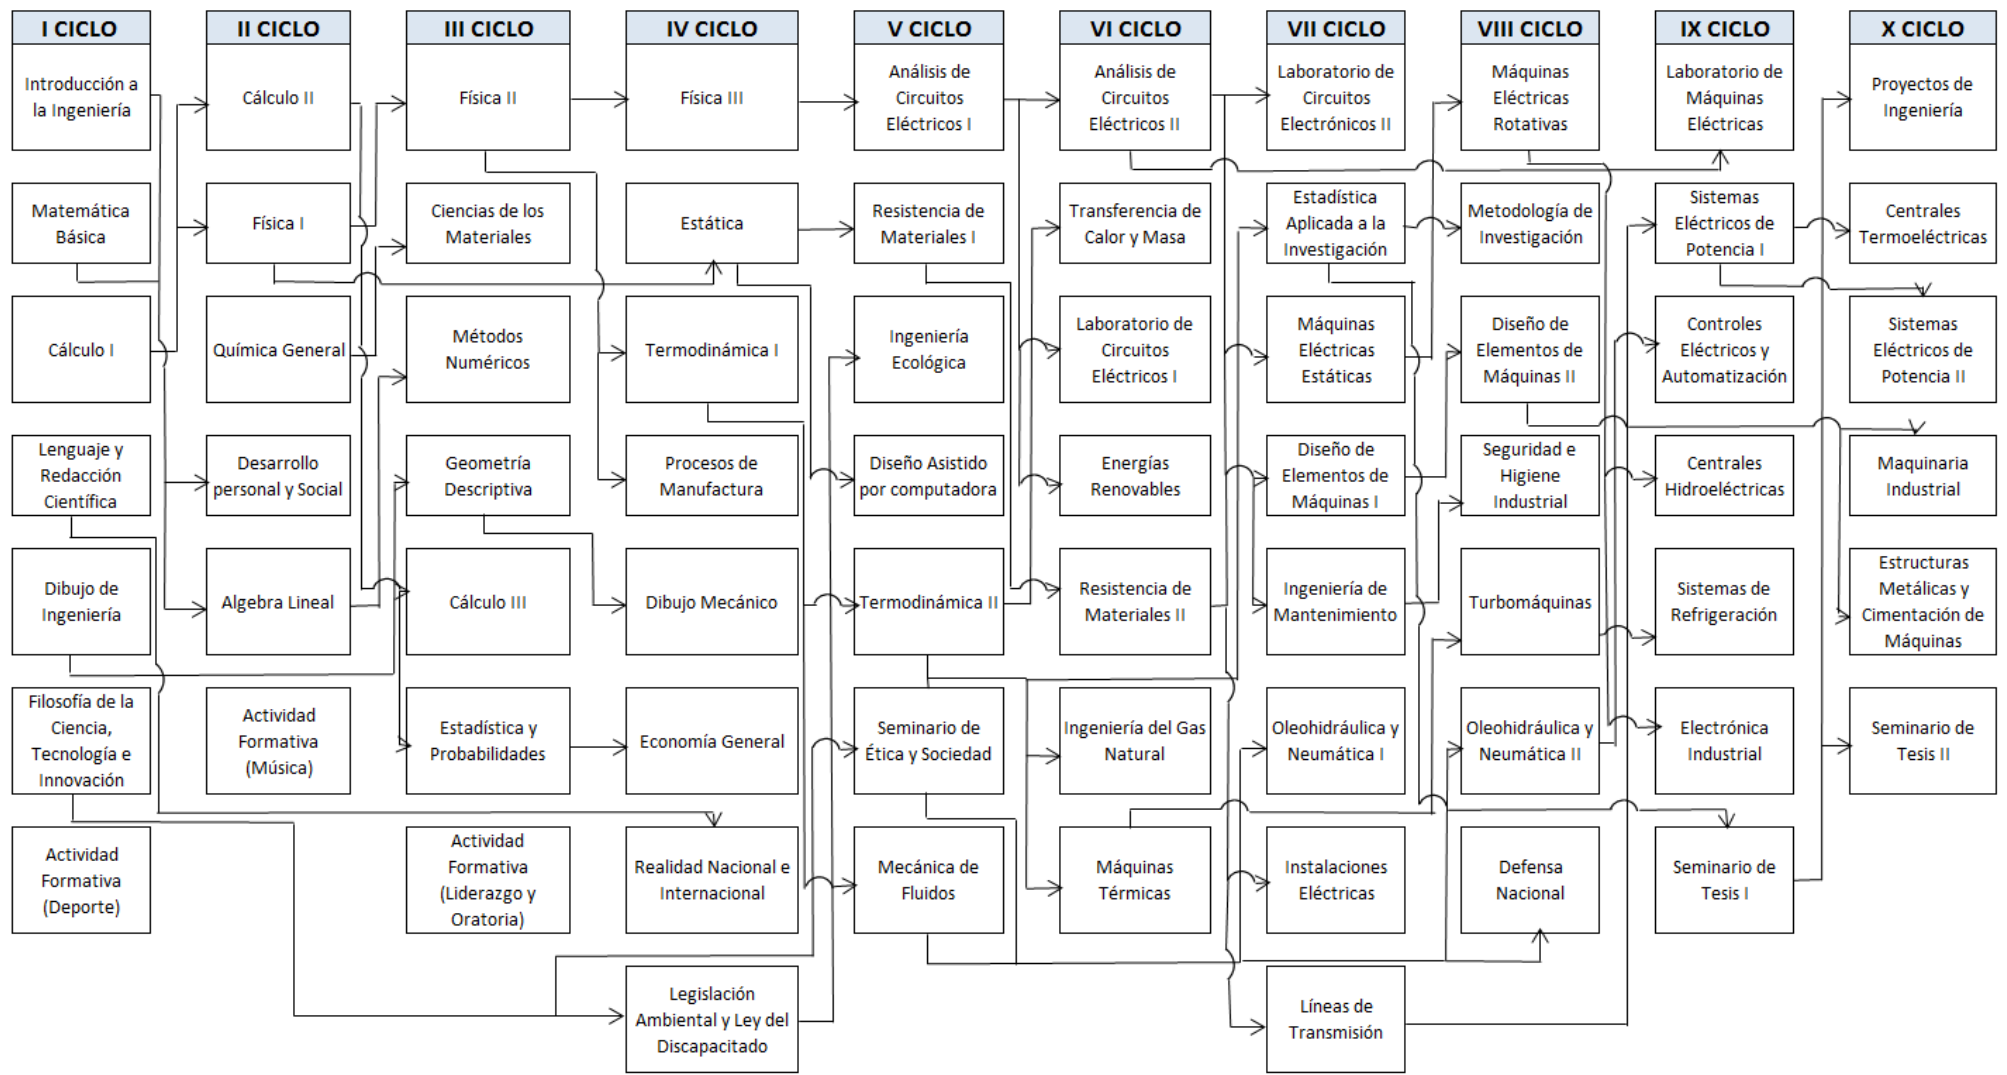 I CICLO
Introducción a
la Ingeniería
Matemática
Básica
Cálculo I
Lenguaje y
Redacción
Científica
Dibujo de
Ingeniería
Filosofía de la
Ciencia,
Tecnología e
Innovación
Actividad
Formativa
(Deporte)
II CICLO
Cálculo II
Física I
Química General
Desarrollo
personal y Social
Algebra Lineal
Actividad
Formativa
(Música)
III CICLO
Física II
Ciencias de los
Materiales
Métodos
Numéricos
Geometría
Descriptiva
Cálculo III
Estadística y
Probabilidades
Actividad
Formativa
(Liderazgo y
Oratoria)
IV CICLO
Física III
Estática
Termodinámica I
Procesos de
Manufactura
Dibujo Mecánico
Economía General
Realidad Nacional e
Internacional
Legislación
Ambiental y Ley del
Discapacitado
V CICLO
Análisis de
Circuitos
Eléctricos I
Resistencia de
Materiales I
Ingeniería
Ecológica
Diseño Asistido
por computadora
Termodinámica II
Seminario de
Ética y Sociedad
Mecánica de
Fluidos
VI CICLO
Análisis de
Circuitos
Eléctricos II
Transferencia de
Calor y Masa
Laboratorio de
Circuitos
Eléctricos I
Energías
Renovables
Resistencia de
Materiales II
Ingeniería del Gas
Natural
Máquinas
Térmicas
VII CICLO
Laboratorio de
Circuitos
Electrónicos II
Estadística
Aplicada a la
Investigación
Máquinas
Eléctricas
Estáticas
Diseño de
Elementos de
Máquinas I
Ingeniería de
Mantenimiento
Oleohidráulica y
Neumática I
Instalaciones
Eléctricas
Líneas de
Transmisión
VIII CICLO
Máquinas
Eléctricas
Rotativas
Metodología de
Investigación
Diseño de
Elementos de
Máquinas II
Seguridad e
Higiene
Industrial
Turbomáquinas
Oleohidráulica y
Neumática II
Defensa
Nacional
IX CICLO
Laboratorio de
Máquinas
Eléctricas
Sistemas
Eléctricos de
Potencia I
Controles
Eléctricos y
Automatización
Centrales
Hidroeléctricas
Sistemas de
Refrigeración
Electrónica
Industrial
Seminario de
Tesis I
X CICLO
Proyectos de
Ingeniería
Centrales
Termoeléctricas
Sistemas
Eléctricos de
Potencia II
Maquinaria
Industrial
Estructuras
Metálicas y
Cimentación de
Máquinas
Seminario de
Tesis II